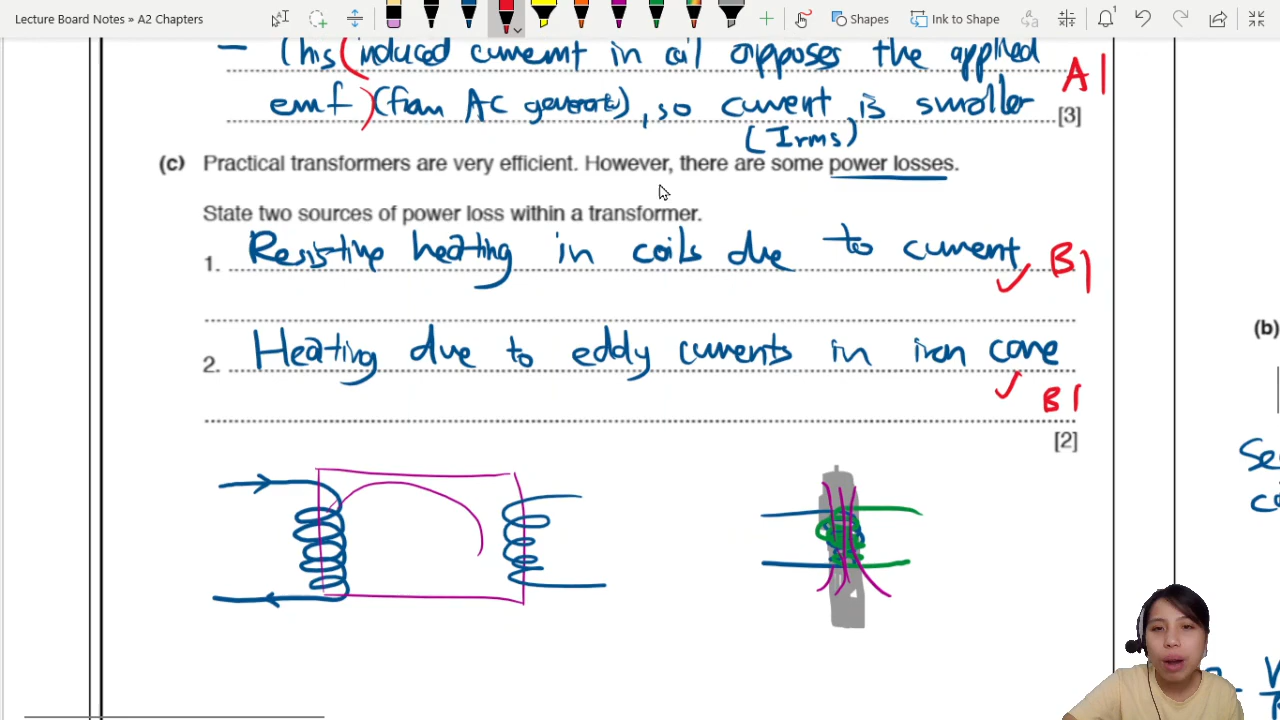 Lecture Board Notes » A2 Chapters
Shapes
Ink to Shape
- This (induced current in coil opposes the applied
emf) (from AC generator), so current is smaller
A1
[3]
(Irms)
(c) Practical transformers are very efficient. However, there are some power losses.
State two sources of power loss within a transformer.
1. Resistive heating in coils due to current
B1
2. Heating due to eddy currents in iron core
B1
[2]
(b)